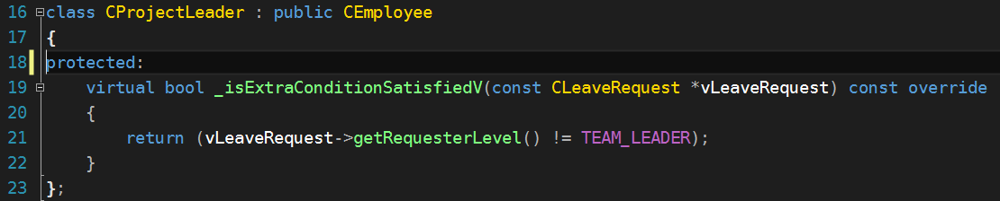 16 class CProjectLeader : public CEmployee
17 {
18 protected:
19     virtual bool _isExtraConditionSatisfiedV(const CLeaveRequest *vLeaveRequest) const override
20     {
21         return (vLeaveRequest->getRequesterLevel() != TEAM_LEADER);
22     }
23 };